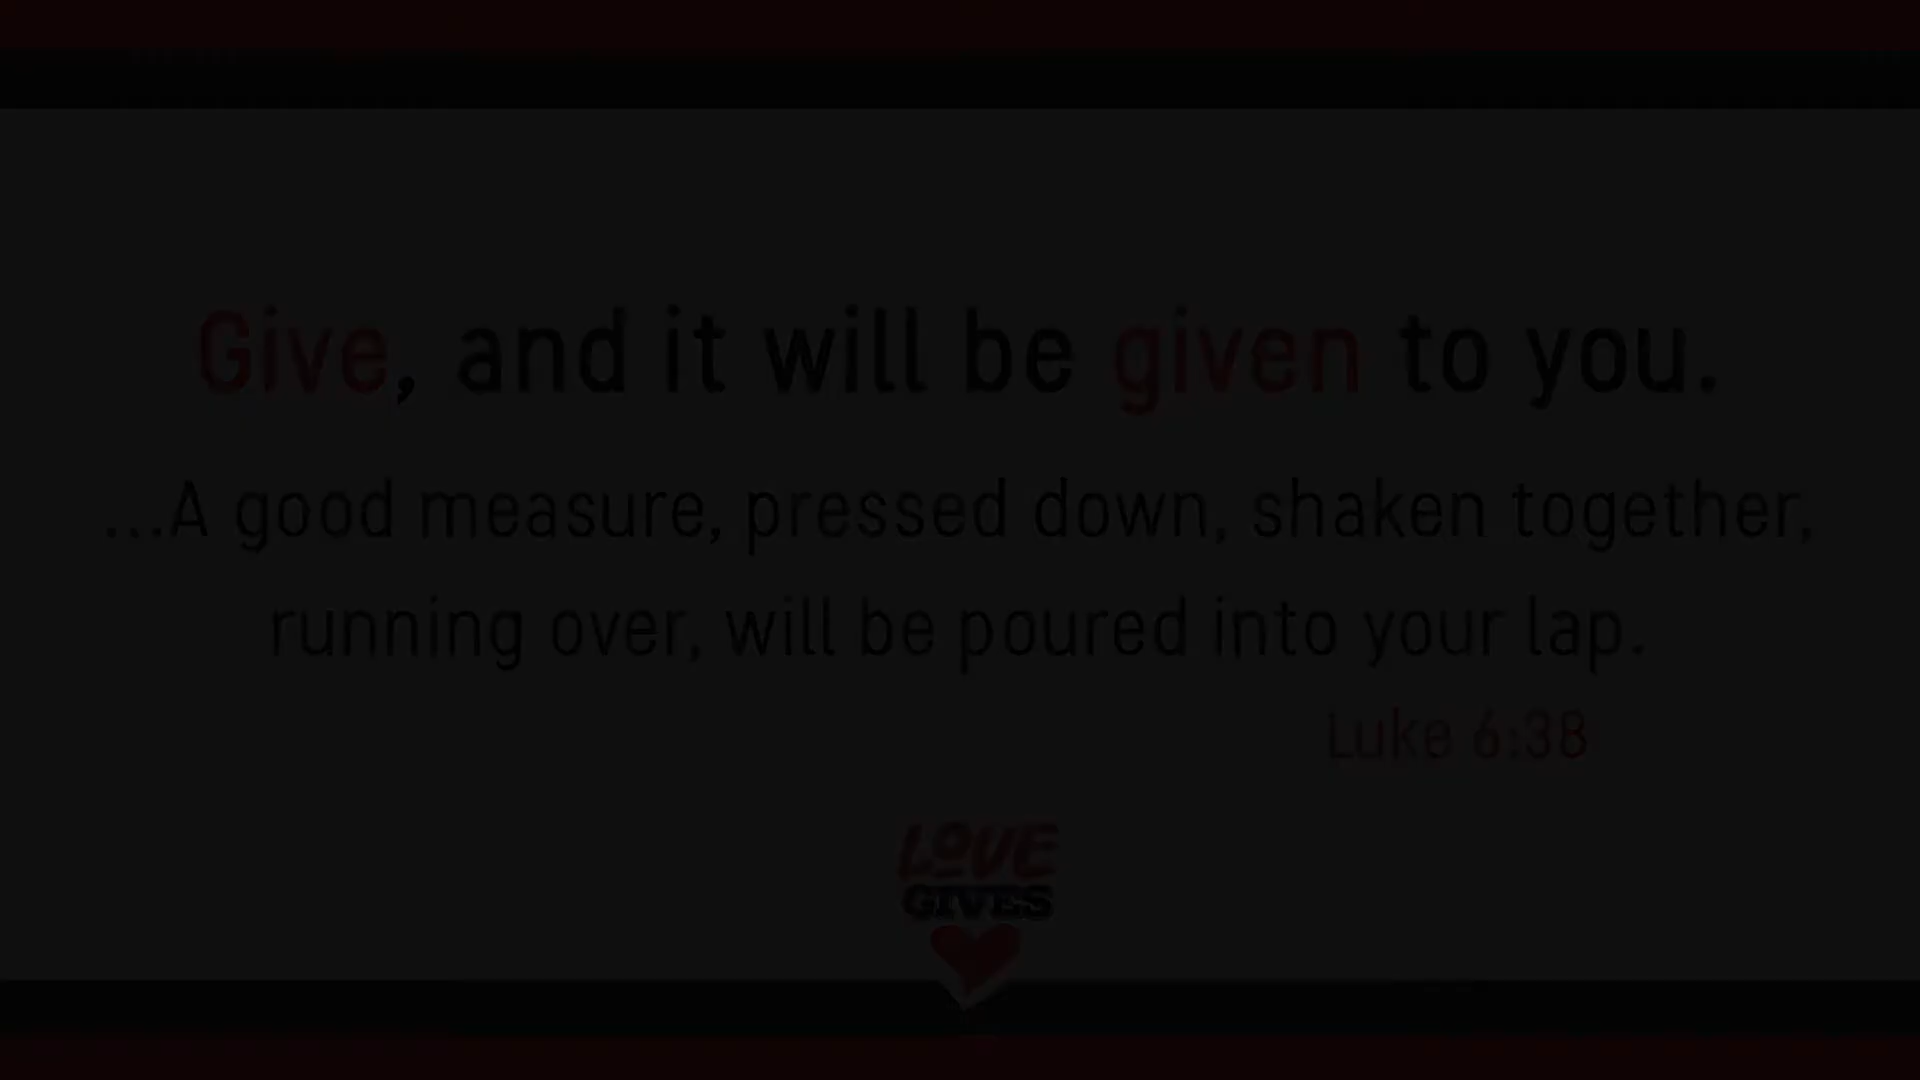 Give, and it will be given to you.
...A good measure, pressed down, shaken together,
running over, will be poured into your lap.
Luke 6:38
LOVE
GIVES